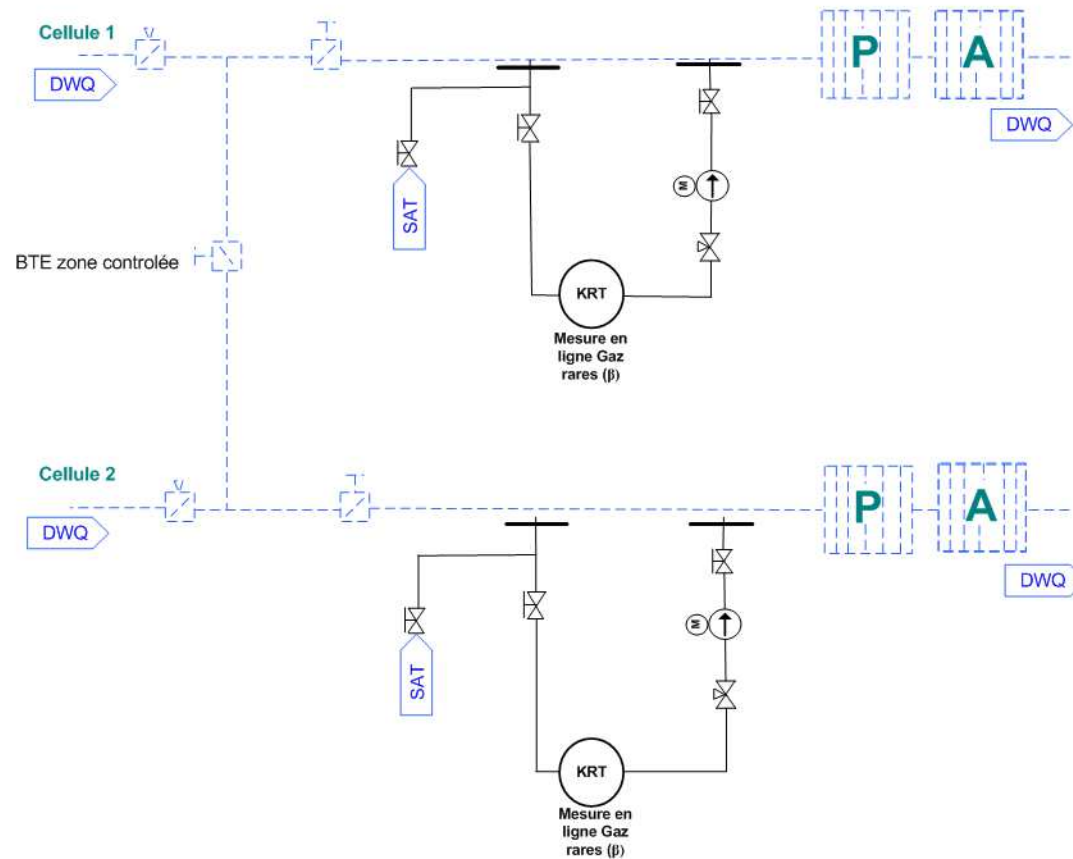 Cellule 1
DWQ
P
A
DWQ
SAT
M
BTE zone controlée
KRT
Mesure en
ligne Gaz
rares (β)
Cellule 2
DWQ
P
A
DWQ
SAT
M
KRT
Mesure en
ligne Gaz
rares (β)